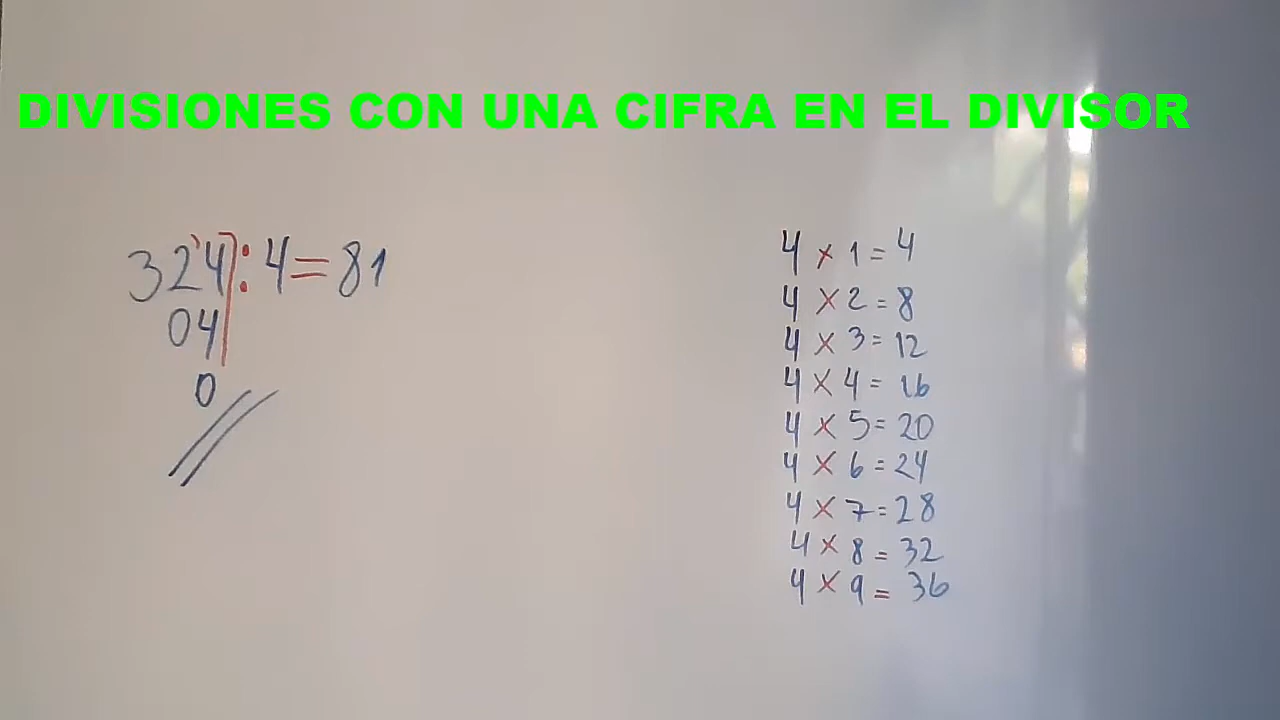 DIVISIONES CON UNA CIFRA EN EL DIVISOR
324 : 4 = 81
04
0
4 x 1 = 4
4 x 2 = 8
4 x 3 = 12
4 x 4 = 16
4 x 5 = 20
4 x 6 = 24
4 x 7 = 28
4 x 8 = 32
4 x 9 = 36